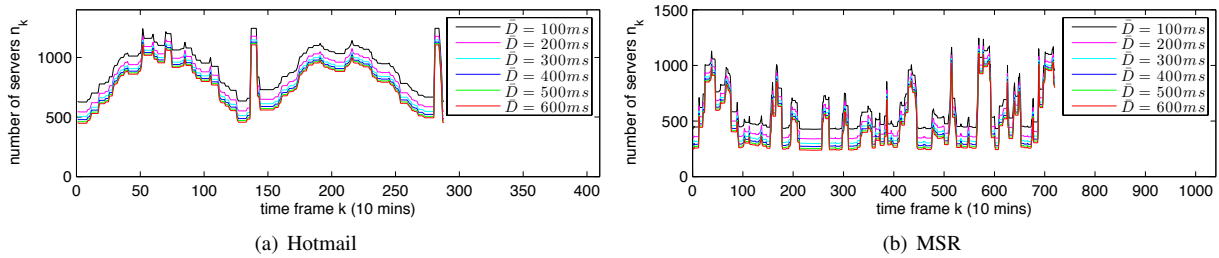 number of servers n_k
1000
500
0
0 50 100 150 200 250 300 350 400
time frame k (10 mins)
D̄ = 100ms
D̄ = 200ms
D̄ = 300ms
D̄ = 400ms
D̄ = 500ms
D̄ = 600ms
(a) Hotmail
number of servers n_k
1500
1000
500
0
0 100 200 300 400 500 600 700 800 900 1000
time frame k (10 mins)
D̄ = 100ms
D̄ = 200ms
D̄ = 300ms
D̄ = 400ms
D̄ = 500ms
D̄ = 600ms
(b) MSR